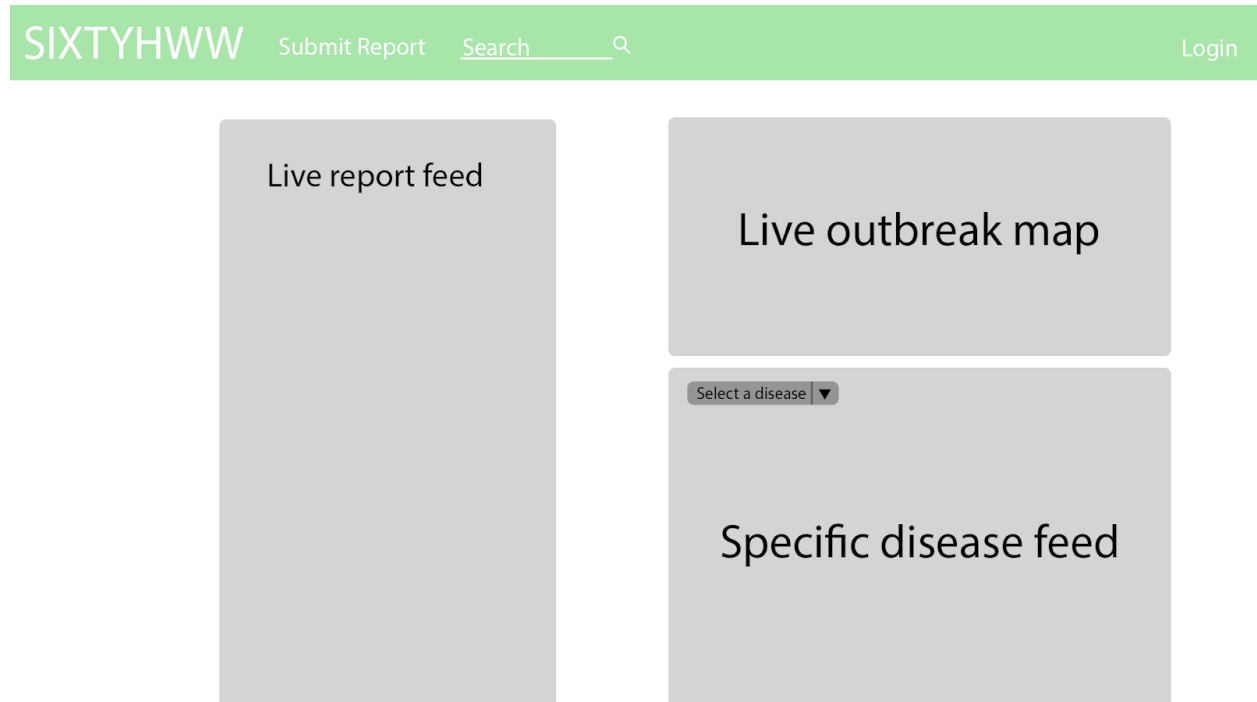 SIXTYHWW
Submit Report
Search
Login
Live report feed
Live outbreak map
Select a disease
Specific disease feed